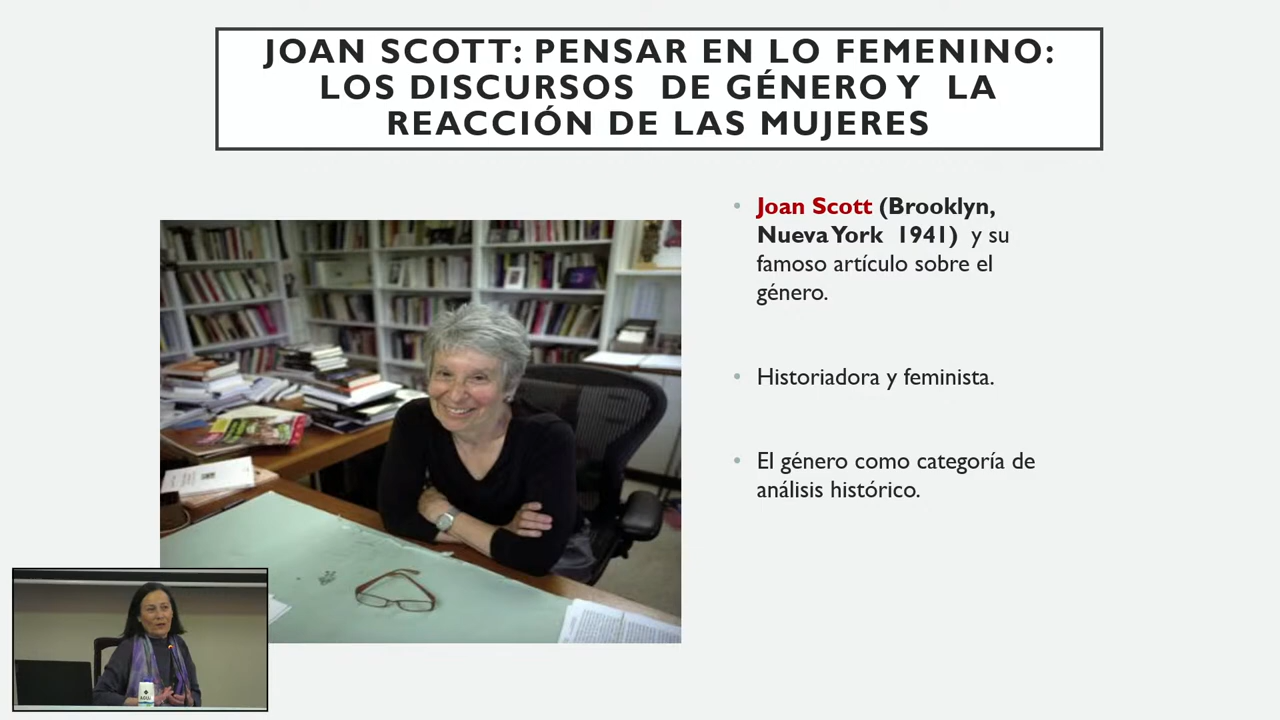 JOAN SCOTT: PENSAR EN LO FEMENINO:
LOS DISCURSOS DE GÉNERO Y LA
REACCIÓN DE LAS MUJERES
• Joan Scott (Brooklyn,
Nueva York 1941) y su
famoso artículo sobre el
género.
• Historiadora y feminista.
• El género como categoría de
análisis histórico.